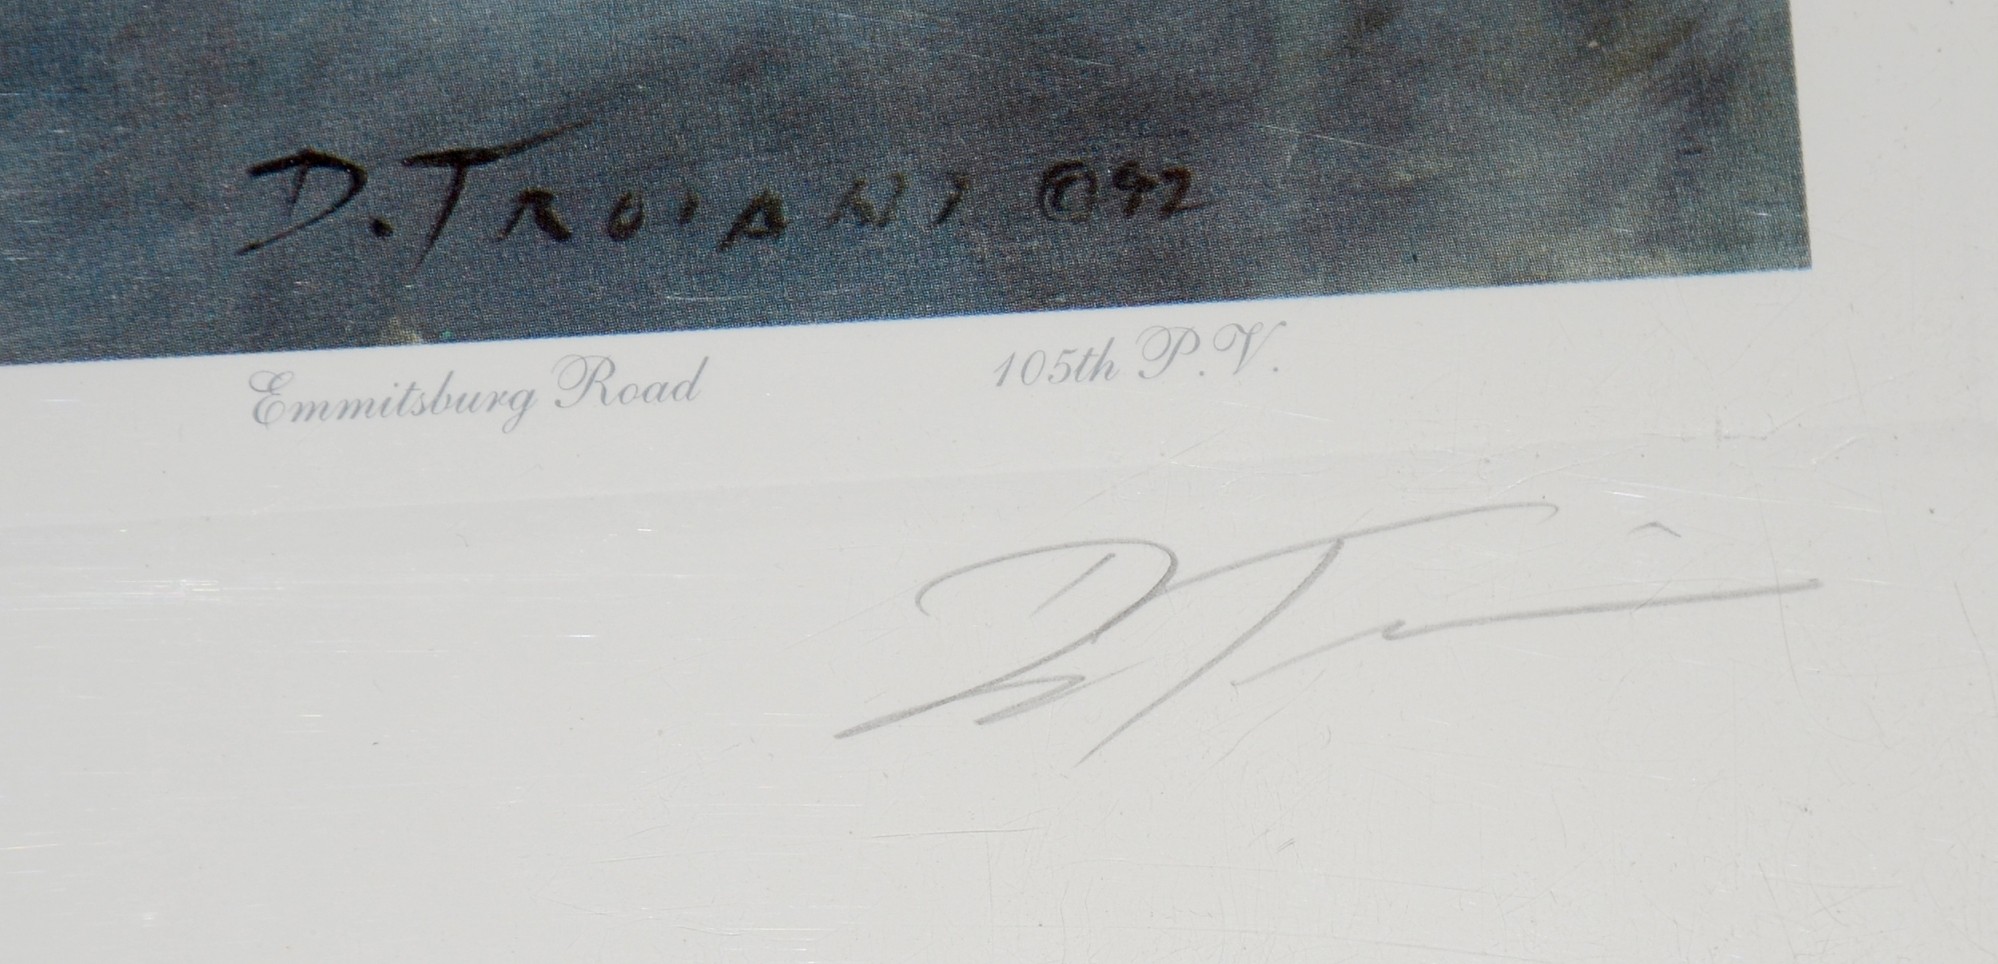 D. TROIANI ©92
Emmitsburg Road 105th P.V.